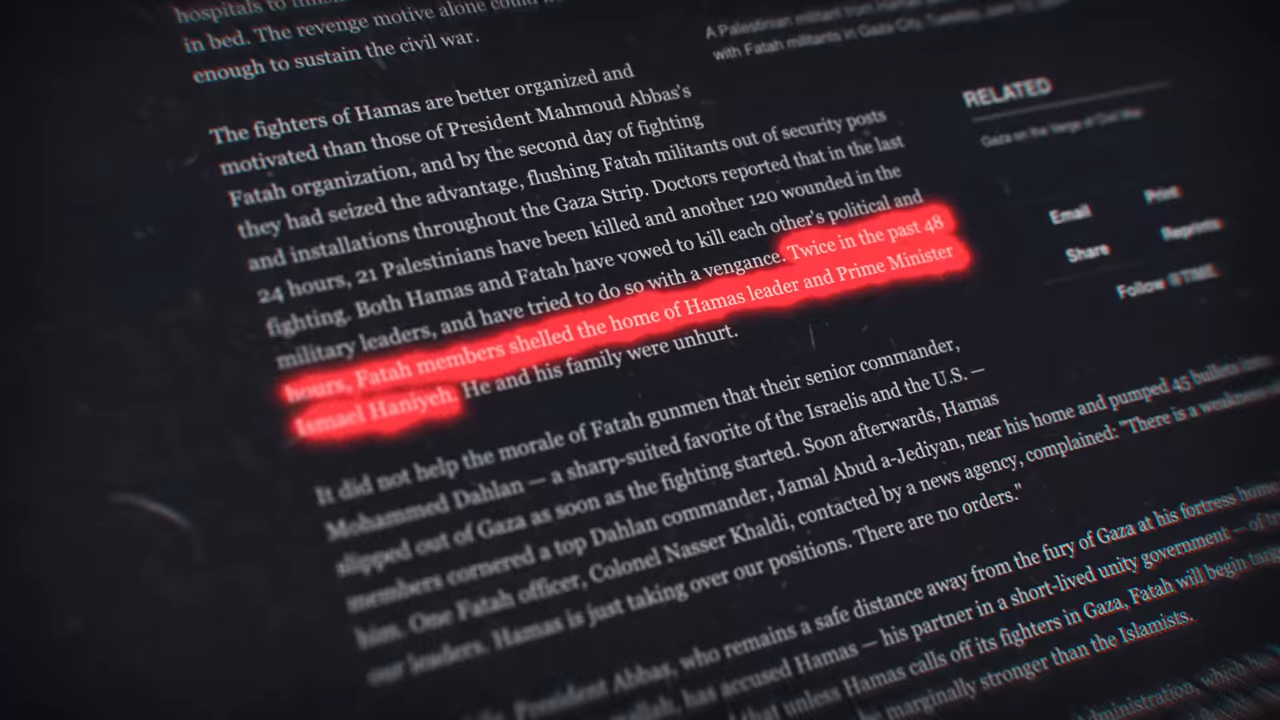 hospitals to
in bed. The revenge motive alone could
enough to sustain the civil war.
The fighters of Hamas are better organized and
motivated than those of President Mahmoud Abbas's
Fatah organization, and by the second day of fighting
they had seized the advantage, flushing Fatah militants out of security posts
and installations throughout the Gaza Strip. Doctors reported that in the last
24 hours, 21 Palestinians have been killed and another 120 wounded in the
fighting. Both Hamas and Fatah have vowed to kill each other's political and
military leaders, and have tried to do so with a vengance. Twice in the past 48
hours, Fatah members shelled the home of Hamas leader and Prime Minister
Ismael Haniyeh. He and his family were unhurt.
It did not help the morale of Fatah gunmen that their senior commander,
Mohammed Dahlan — a sharp-suited favorite of the Israelis and the U.S. —
slipped out of Gaza as soon as the fighting started. Soon afterwards, Hamas
members cornered a top Dahlan commander, Jamal Abud a-Jediyan, near his home and pumped 45 bullets
him. One Fatah officer, Colonel Nasser Khaldi, contacted by a news agency, complained: "There is a weakness
our leaders. Hamas is just taking over our positions. There are no orders."
President Abbas, who remains a safe distance away from the fury of Gaza at his fortress home
has accused Hamas — his partner in a short-lived unity government —
that unless Hamas calls off its fighters in Gaza, Fatah will begin
marginally stronger than the Islamists.
which
A Palestinian militant from
with Fatah militants in Gaza City, Tuesday, June
RELATED
Gaza on the Verge of Civil War
Email
Print
Share
Reprints
Follow @TIME